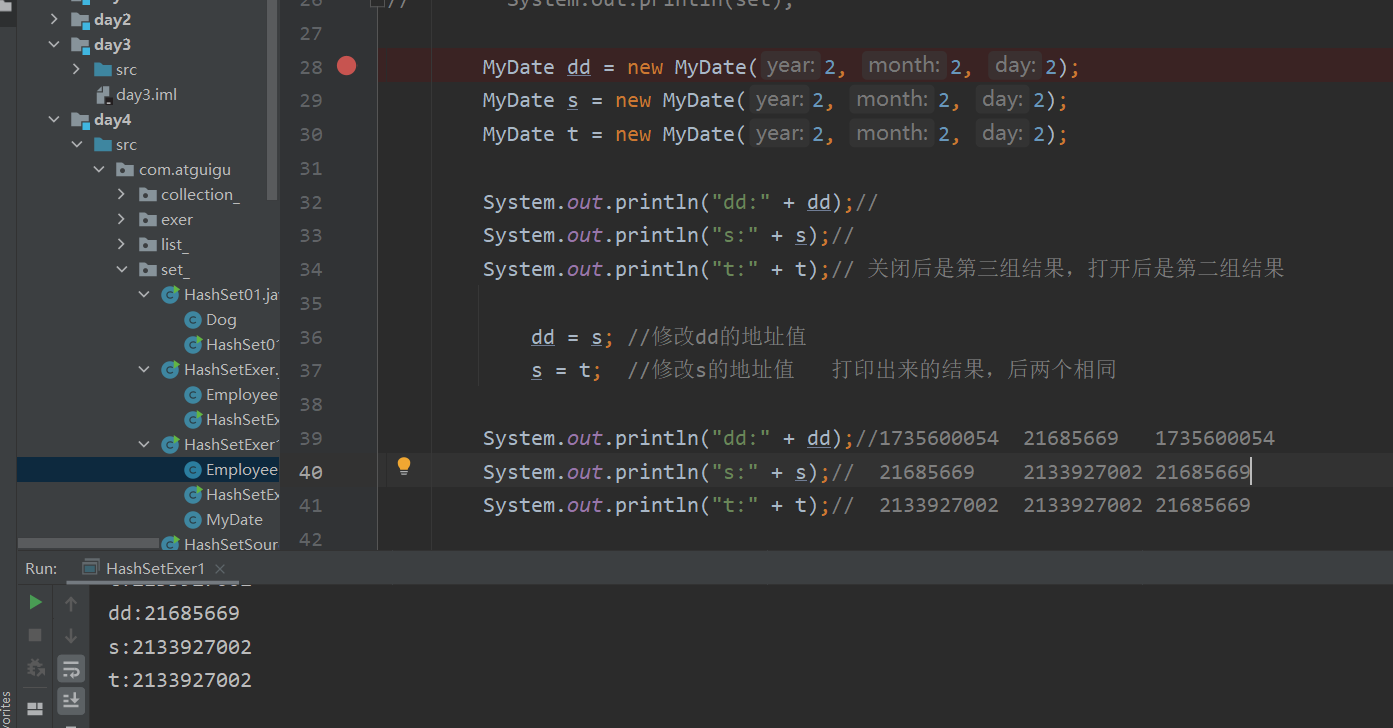 day2
day3
src
day3.iml
day4
src
com.atguigu
collection_
exer
list_
set_
HashSet01.ja
Dog
HashSet01
HashSetExer.
Employee
HashSetEx
HashSetExer1
Employee
HashSetEx
MyDate
HashSetSour
26 // System.out.println(set);
27
28 MyDate dd = new MyDate( year: 2, month: 2, day: 2);
29 MyDate s = new MyDate( year: 2, month: 2, day: 2);
30 MyDate t = new MyDate( year: 2, month: 2, day: 2);
31
32 System.out.println("dd:" + dd);//
33 System.out.println("s:" + s);//
34 System.out.println("t:" + t);// 关闭后是第三组结果，打开后是第二组结果
35
36 dd = s; //修改dd的地址值
37 s = t; //修改s的地址值 打印出来的结果，后两个相同
38
39 System.out.println("dd:" + dd);//1735600054 21685669 1735600054
40 System.out.println("s:" + s);// 21685669 2133927002 21685669
41 System.out.println("t:" + t);// 2133927002 2133927002 21685669
42
Run: HashSetExer1
dd:21685669
s:2133927002
t:2133927002